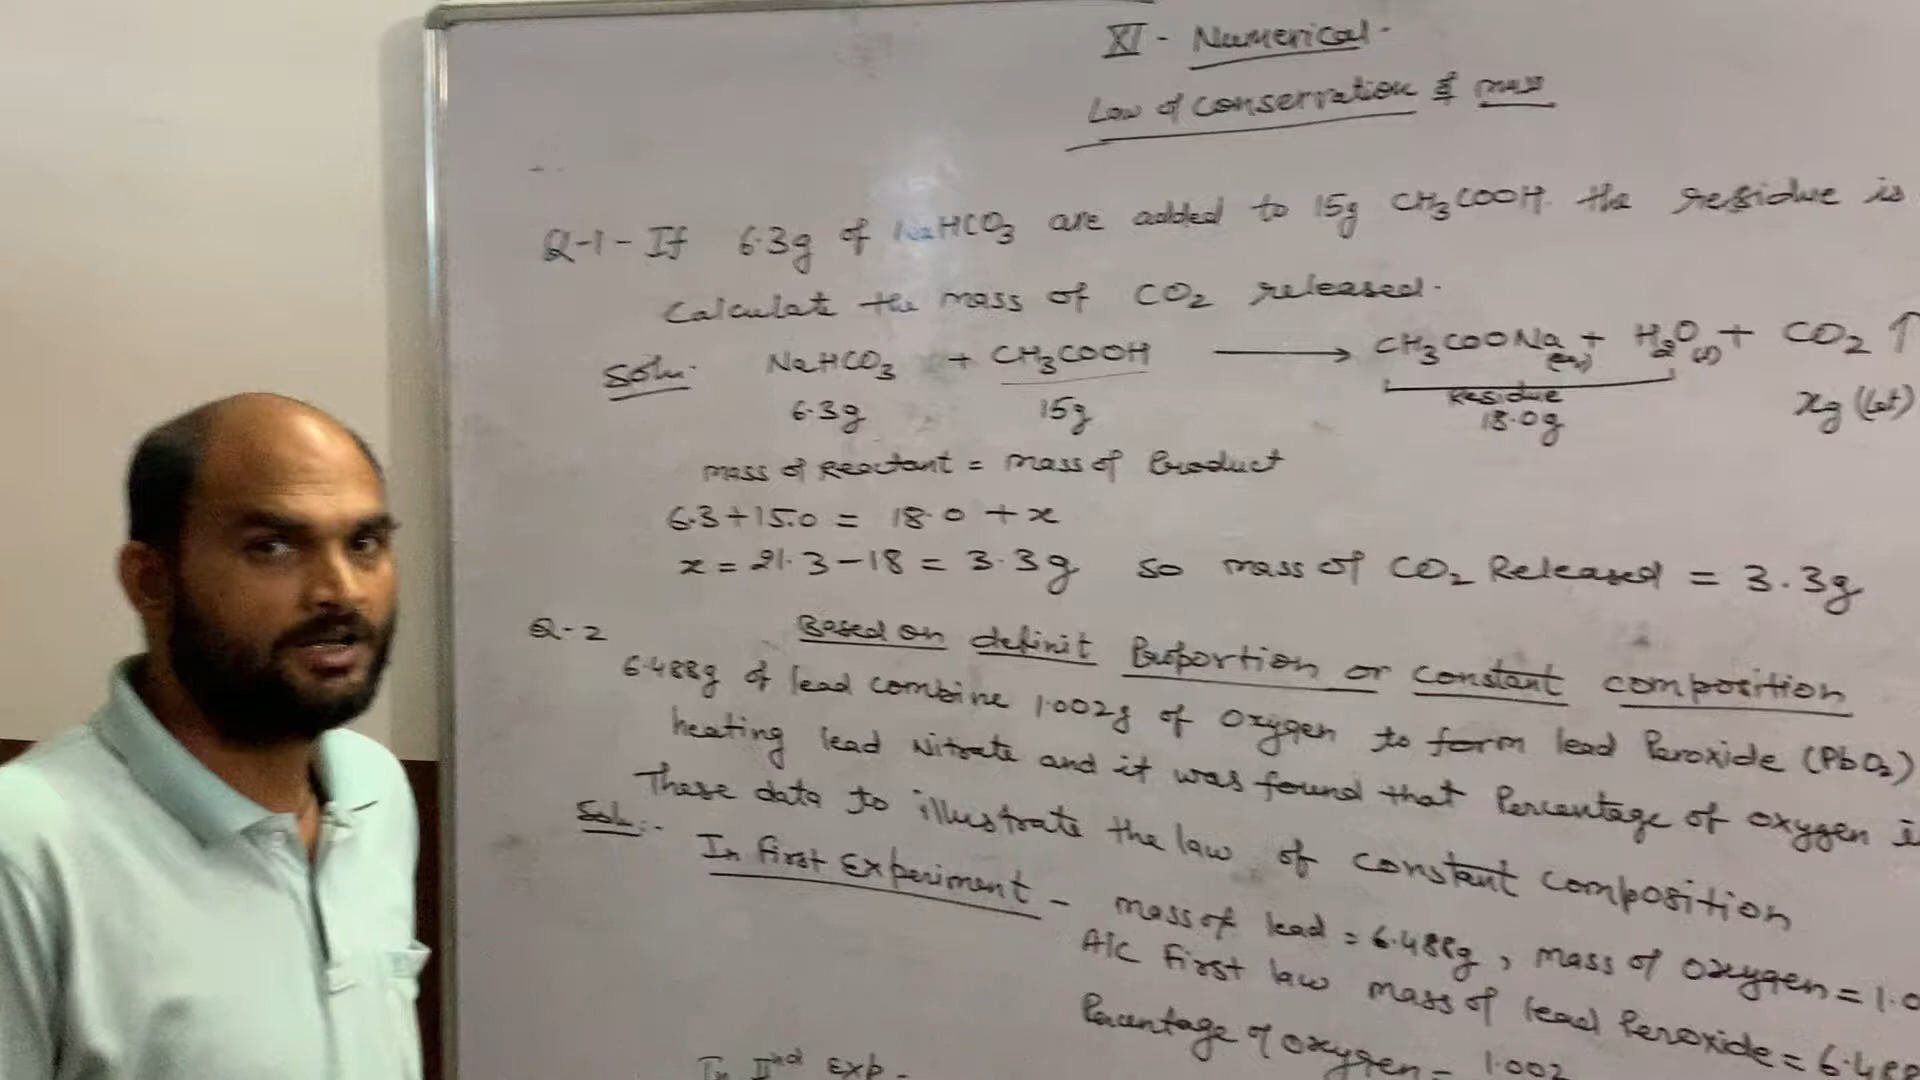 XI - Numerical -
Law of conservation of mass
Q-1- If 6.3g of NaHCO3 are added to 15g CH3COOH the residue is
Calculate the mass of CO2 released.
Soln. NaHCO3 + CH3COOH ⟶ CH3COONa (aq) + H2O (l) + CO2 ↑
6.3g 15g Residue 18.0g xg (let)
mass of Reactant = mass of Product
6.3+15.0 = 18.0 + x
x = 21.3-18 = 3.3g so mass of CO2 Released = 3.3g
Q-2 Based on definit Proportion or constant composition
6.488g of lead combine 1.002g of oxygen to form lead Peroxide (PbO2)
heating lead Nitrate and it was found that Percentage of oxygen
These data to illustrate the law of constant composition
Soln:- In first Experiment - mass of lead = 6.488g, mass of oxygen = 1.0
A/C First law mass of lead Peroxide = 6.488
Percentage of oxygen = 1.002
In IInd Exp -